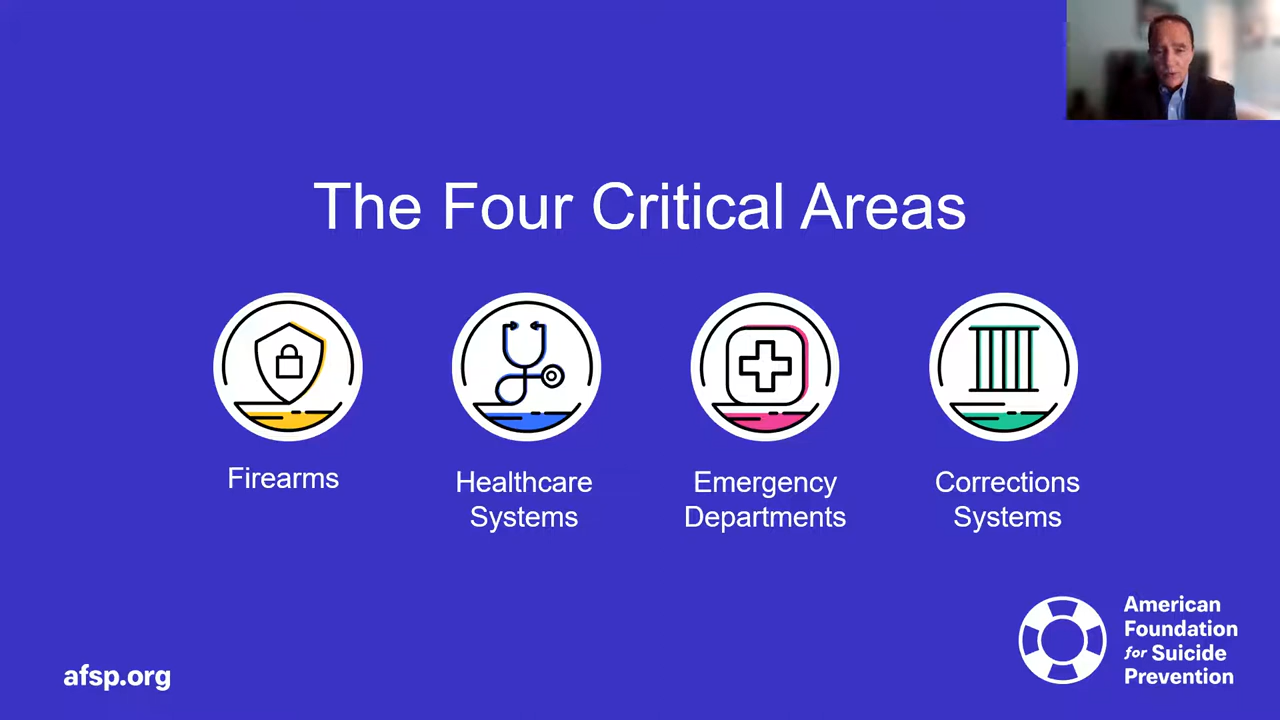 The Four Critical Areas
Firearms
Healthcare
Systems
Emergency
Departments
Corrections
Systems
afsp.org
American
Foundation
for Suicide
Prevention